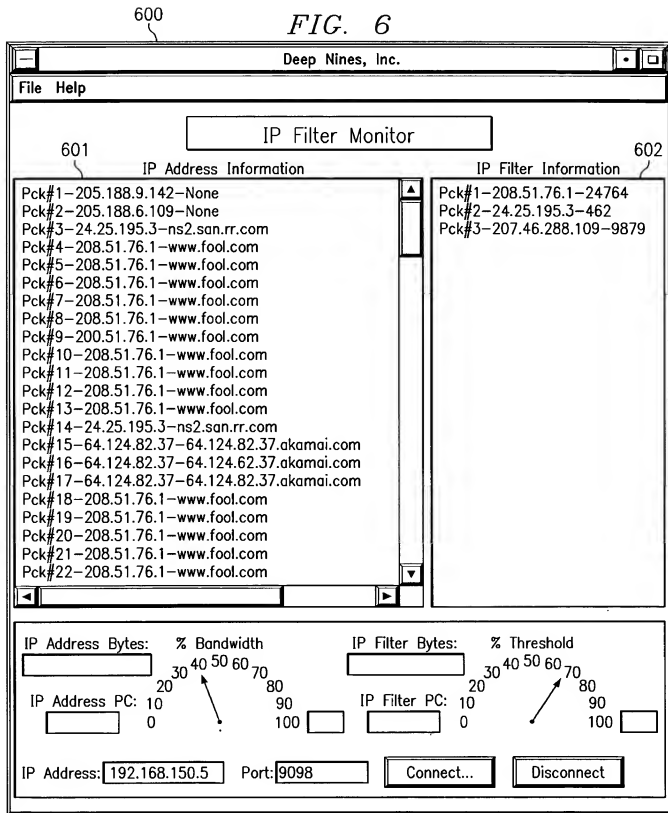 600
FIG. 6
Deep Nines, Inc.
File Help
IP Filter Monitor
601
602
IP Address Information
IP Filter Information
Pck#1-205.188.9.142-None
Pck#2-205.188.6.109-None
Pck#3-24.25.195.3-ns2.san.rr.com
Pck#4-208.51.76.1-www.fool.com
Pck#5-208.51.76.1-www.fool.com
Pck#6-208.51.76.1-www.fool.com
Pck#7-208.51.76.1-www.fool.com
Pck#8-208.51.76.1-www.fool.com
Pck#9-200.51.76.1-www.fool.com
Pck#10-208.51.76.1-www.fool.com
Pck#11-208.51.76.1-www.fool.com
Pck#12-208.51.76.1-www.fool.com
Pck#13-208.51.76.1-www.fool.com
Pck#14-24.25.195.3-ns2.san.rr.com
Pck#15-64.124.82.37-64.124.82.37.akamai.com
Pck#16-64.124.82.37-64.124.62.37.akamai.com
Pck#17-64.124.82.37-64.124.82.37.akamai.com
Pck#18-208.51.76.1-www.fool.com
Pck#19-208.51.76.1-www.fool.com
Pck#20-208.51.76.1-www.fool.com
Pck#21-208.51.76.1-www.fool.com
Pck#22-208.51.76.1-www.fool.com
Pck#1-208.51.76.1-24764
Pck#2-24.25.195.3-462
Pck#3-207.46.288.109-9879
IP Address Bytes:
% Bandwidth
0 10 20 30 40 50 60 70 80 90 100
IP Address PC:
IP Filter Bytes:
% Threshold
0 10 20 30 40 50 60 70 80 90 100
IP Filter PC:
IP Address: 192.168.150.5 Port: 9098 Connect... Disconnect